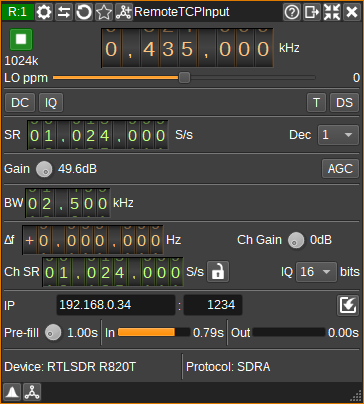 R:1 RemoteTCPInput
0,435,000 kHz
1024k
LO ppm 0
DC IQ T DS
SR 01,024,000 S/s Dec 1
Gain 49.6dB AGC
BW 02,500 kHz
Δf +0,000,000 Hz Ch Gain 0dB
Ch SR 01,024,000 S/s IQ 16 bits
IP 192.168.0.34 : 1234
Pre-fill 1.00s In 0.79s Out 0.00s
Device: RTLSDR R820T Protocol: SDRA